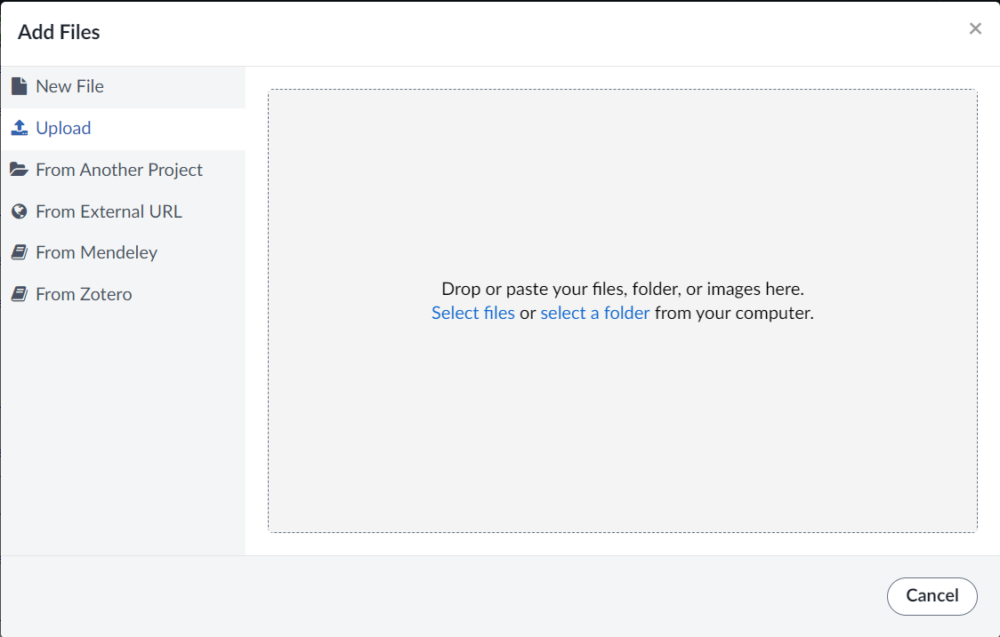 Add Files
×
New File
Upload
From Another Project
From External URL
From Mendeley
From Zotero
Drop or paste your files, folder, or images here.
Select files or select a folder from your computer.
Cancel